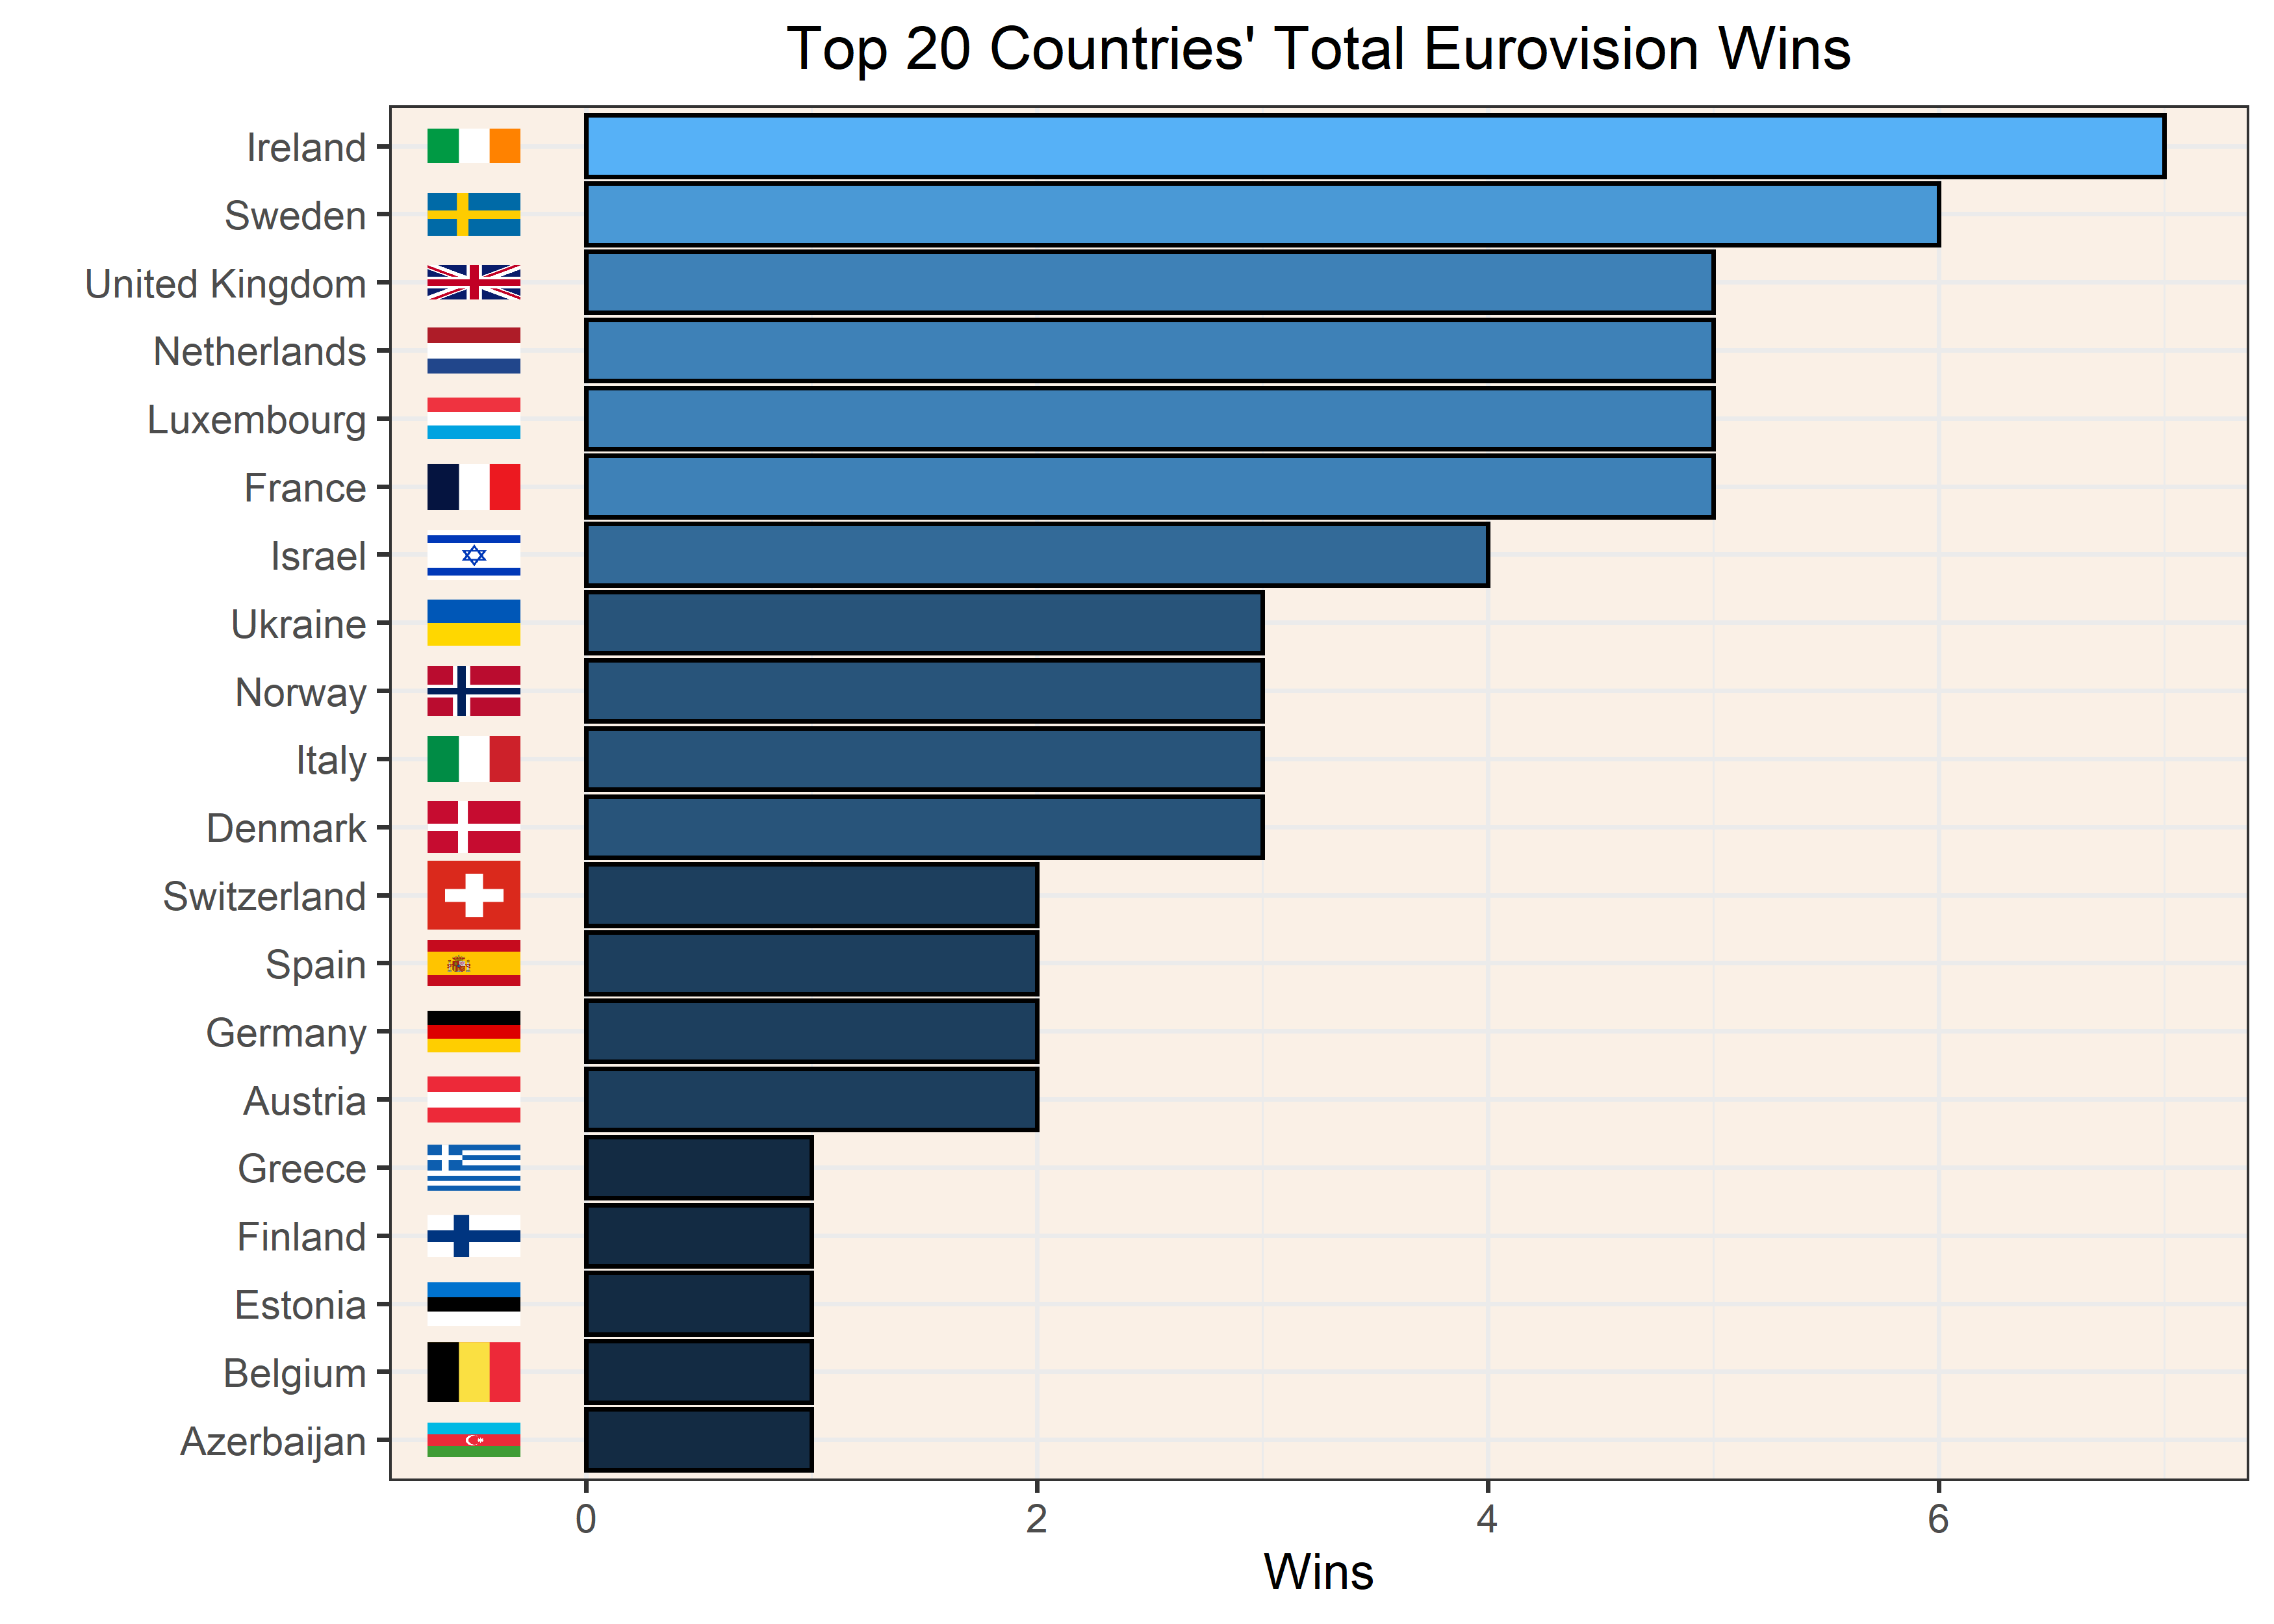 Top 20 Countries' Total Eurovision Wins
Ireland
Sweden
United Kingdom
Netherlands
Luxembourg
France
Israel
Ukraine
Norway
Italy
Denmark
Switzerland
Spain
Germany
Austria
Greece
Finland
Estonia
Belgium
Azerbaijan
0 2 4 6
Wins